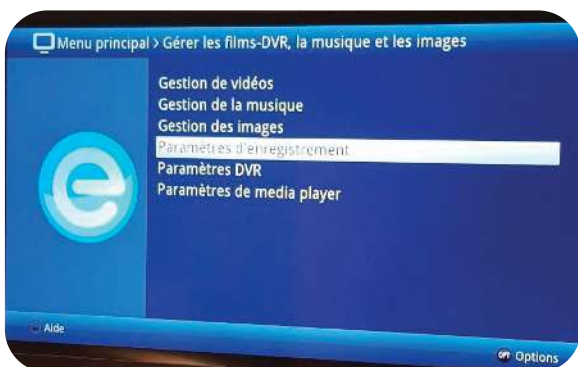 Menu principal > Gérer les films-DVR, la musique et les images
Gestion de vidéos
Gestion de la musique
Gestion des images
Paramètres d'enregistrement
Paramètres DVR
Paramètres de media player
Aide
OPT Options